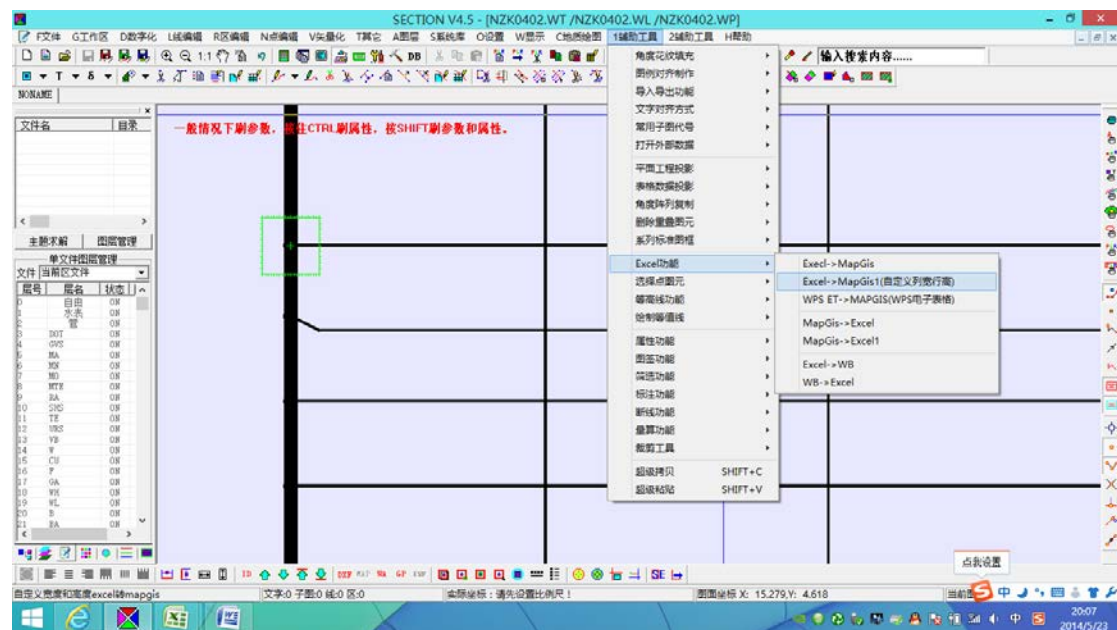 SECTION V4.5 - [NZK0402.WT /NZK0402.WL /NZK0402.WP]
F文件 G工作区 D数字化 L线编辑 R区编辑 N点编辑 V矢量化 T其它 A图层 S系统库 O设置 W显示 C地质绘图 1辅助工具 2辅助工具 H帮助
1:1
DB
输入搜索内容......
NONAME
文件名 目录
一般情况下刷参数，按住CTRL刷属性，按SHIFT刷参数和属性。
主题求解 图层管理
单文件图层管理
文件 当前区文件
层号 层名 状态
0 自由 ON
1 水系 ON
2 管 ON
3 DOT ON
4 GVS ON
5 MA ON
6 MN ON
7 MO ON
8 MTE ON
9 RA ON
10 SHS ON
11 TE ON
12 URS ON
13 VB ON
14 W ON
15 CU ON
16 P ON
17 GA ON
18 WH ON
19 WL ON
20 B ON
21 BA ON
角度花纹填充
图例对齐制作
导入导出功能
文字对齐方式
常用子图代号
打开外部数据
平面工程投影
表格数据投影
角度阵列复制
删除重叠图元
系列标准图框
Excel功能
选择点图元
等高线功能
绘制等值线
属性功能
图签功能
筛选功能
标注功能
断线功能
量算功能
裁剪工具
超级拷贝 SHIFT+C
超级粘贴 SHIFT+V
Execl->MapGis
Excel->MapGis1(自定义列宽行高)
WPS ET->MAPGIS(WPS电子表格)
MapGis->Excel
MapGis->Excel1
Excel->WB
WB->Excel
点我设置
自定义宽度和高度excel转mapgis 文字:0 子图:0 线:0 区:0 实际坐标：请先设置比例尺！ 图面坐标 X: 15.279,Y: 4.618 当前
中
20:07
2014/5/23